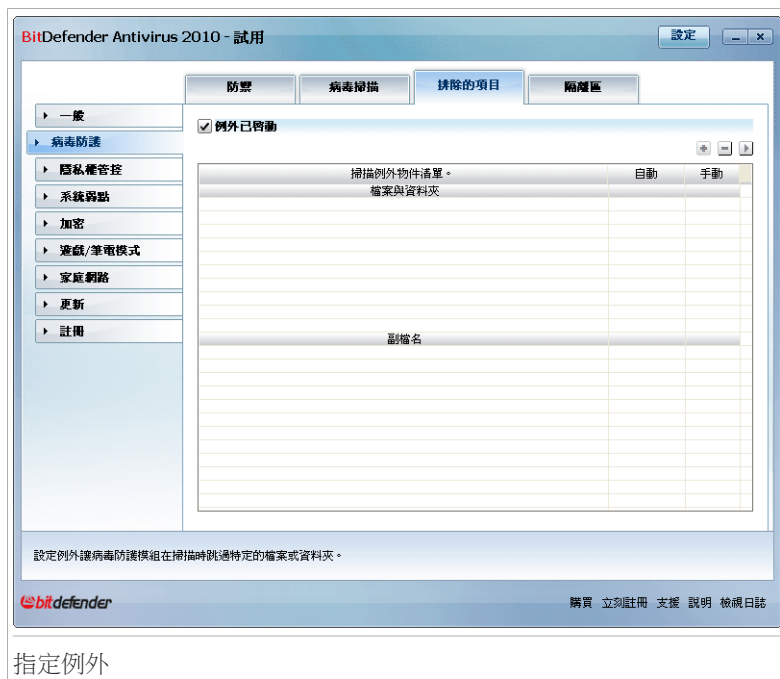 BitDefender Antivirus 2010 - 試用
設定
防禦 病毒掃描 排除的項目 隔離區
一般
病毒防護
隱私權管控
系統弱點
加密
遊戲/筆電模式
家庭網路
更新
註冊
例外已啓動
掃描例外物件清單。 自動 手動
檔案與資料夾
副檔名
設定例外讓病毒防護模組在掃描時跳過特定的檔案或資料夾。
bitdefender
購買 立刻註冊 支援 說明 檢視日誌
指定例外